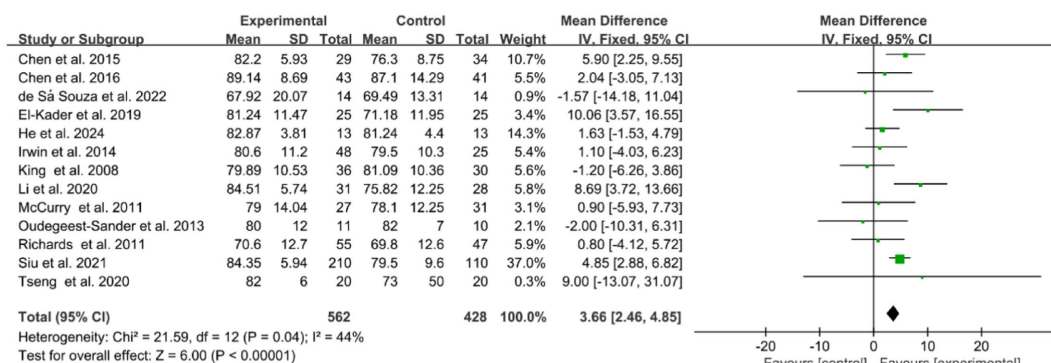 Experimental Control Mean Difference Mean Difference
Study or Subgroup Mean SD Total Mean SD Total Weight IV, Fixed, 95% CI IV, Fixed, 95% CI
Chen et al. 2015 82.2 5.93 29 76.3 8.75 34 10.7% 5.90 [2.25, 9.55]
Chen et al. 2016 89.14 8.69 43 87.1 14.29 41 5.5% 2.04 [-3.05, 7.13]
de Sá Souza et al. 2022 67.92 20.07 14 69.49 13.31 14 0.9% -1.57 [-14.18, 11.04]
El-Kader et al. 2019 81.24 11.47 25 71.18 11.95 25 3.4% 10.06 [3.57, 16.55]
He et al. 2024 82.87 3.81 13 81.24 4.4 13 14.3% 1.63 [-1.53, 4.79]
Irwin et al. 2014 80.6 11.2 48 79.5 10.3 25 5.4% 1.10 [-4.03, 6.23]
King et al. 2008 79.89 10.53 36 81.09 10.36 30 5.6% -1.20 [-6.26, 3.86]
Li et al. 2020 84.51 5.74 31 75.82 12.25 28 5.8% 8.69 [3.72, 13.66]
McCurry et al. 2011 79 14.04 27 78.1 12.25 31 3.1% 0.90 [-5.93, 7.73]
Oudegeest-Sander et al. 2013 80 12 11 82 7 10 2.1% -2.00 [-10.31, 6.31]
Richards et al. 2011 70.6 12.7 55 69.8 12.6 47 5.9% 0.80 [-4.12, 5.72]
Siu et al. 2021 84.35 5.94 210 79.5 9.6 110 37.0% 4.85 [2.88, 6.82]
Tseng et al. 2020 82 6 20 73 50 20 0.3% 9.00 [-13.07, 31.07]
Total (95% CI) 562 428 100.0% 3.66 [2.46, 4.85]
Heterogeneity: Chi² = 21.59, df = 12 (P = 0.04); I² = 44%
Test for overall effect: Z = 6.00 (P < 0.00001)
-20 -10 0 10 20
Favours [control] Favours [experimental]